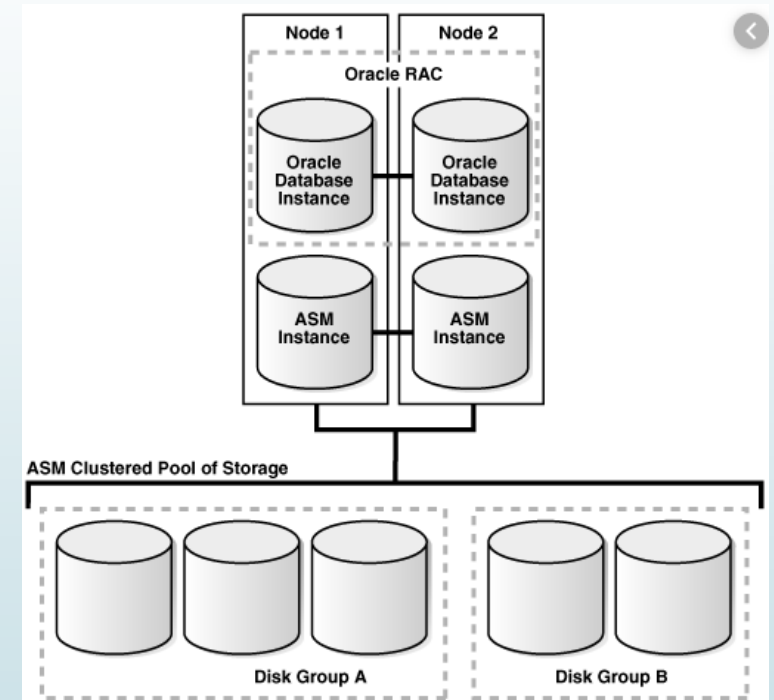 Node 1
Node 2
Oracle RAC
Oracle
Database
Instance
Oracle
Database
Instance
ASM
Instance
ASM
Instance
ASM Clustered Pool of Storage
Disk Group A
Disk Group B